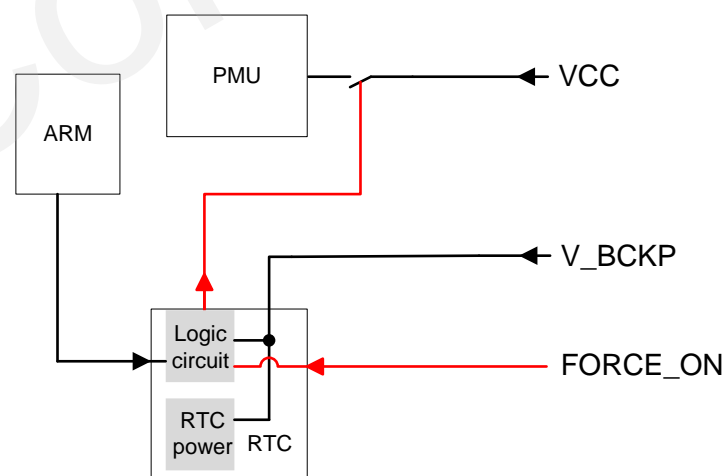 PMU
VCC
ARM
V_BCKP
Logic
circuit
FORCE_ON
RTC
power
RTC